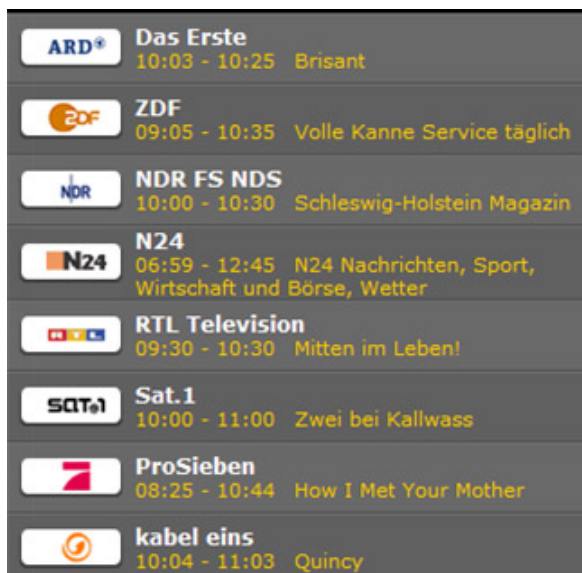 ARD Das Erste
10:03 - 10:25 Brisant
ZDF ZDF
09:05 - 10:35 Volle Kanne Service täglich
NDR NDR FS NDS
10:00 - 10:30 Schleswig-Holstein Magazin
N24 N24
06:59 - 12:45 N24 Nachrichten, Sport,
Wirtschaft und Börse, Wetter
RTL RTL Television
09:30 - 10:30 Mitten im Leben!
SAT.1 Sat.1
10:00 - 11:00 Zwei bei Kallwass
ProSieben
08:25 - 10:44 How I Met Your Mother
kabel eins
10:04 - 11:03 Quincy